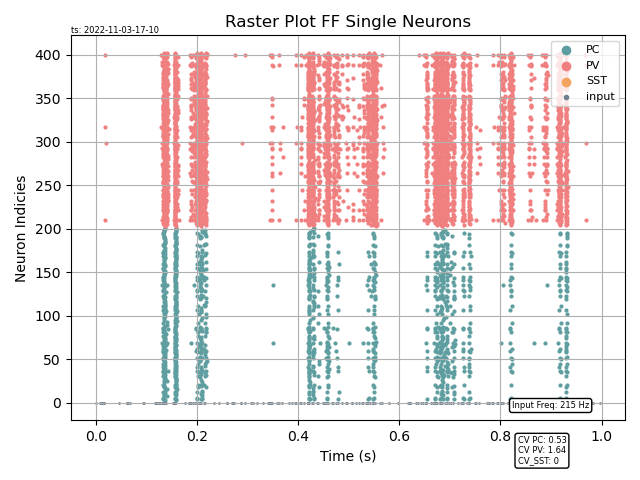 Raster Plot FF Single Neurons
ts: 2022-11-03-17-10
400
350
300
250
200
150
100
50
0
Neuron Indicies
PC
PV
SST
input
Input Freq: 215 Hz
0.0 0.2 0.4 0.6 0.8 1.0
Time (s)
CV PC: 0.53
CV PV: 1.64
CV_SST: 0